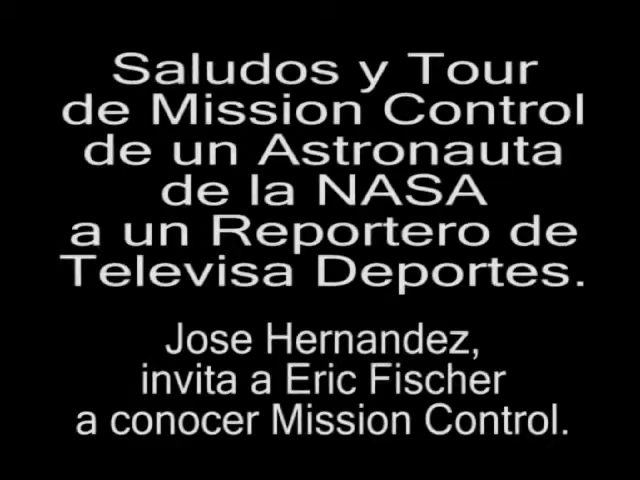 Saludos y Tour
de Mission Control
de un Astronauta
de la NASA
a un Reportero de
Televisa Deportes.
Jose Hernandez,
invita a Eric Fischer
a conocer Mission Control.